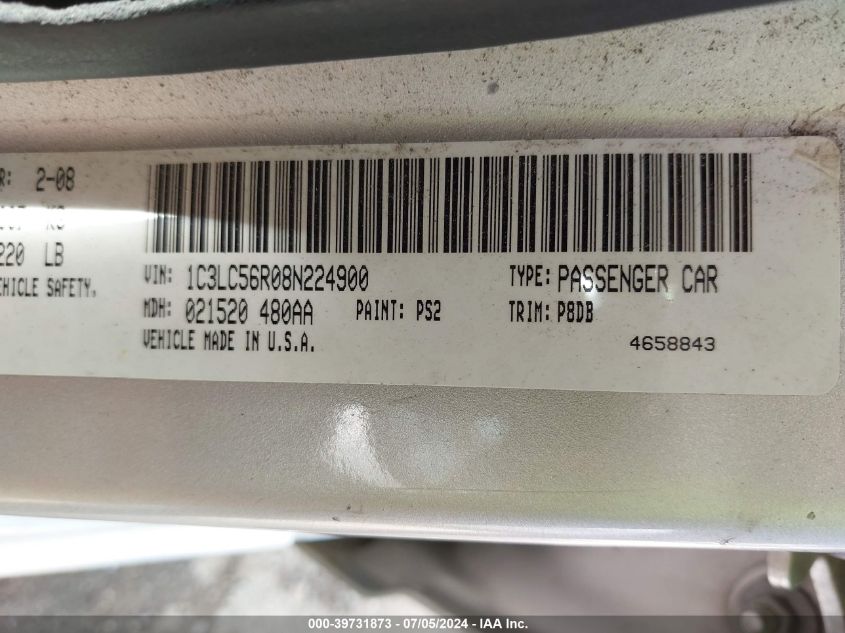 R: 2-08
KG
220 LB
EHICLE SAFETY.
VIN: 1C3LC56R08N224900 TYPE: PASSENGER CAR
MDH: 021520 480AA PAINT: PS2 TRIM: P8DB
VEHICLE MADE IN U.S.A. 4658843
000-39731873 / 07/05/2024 - IAA Inc.